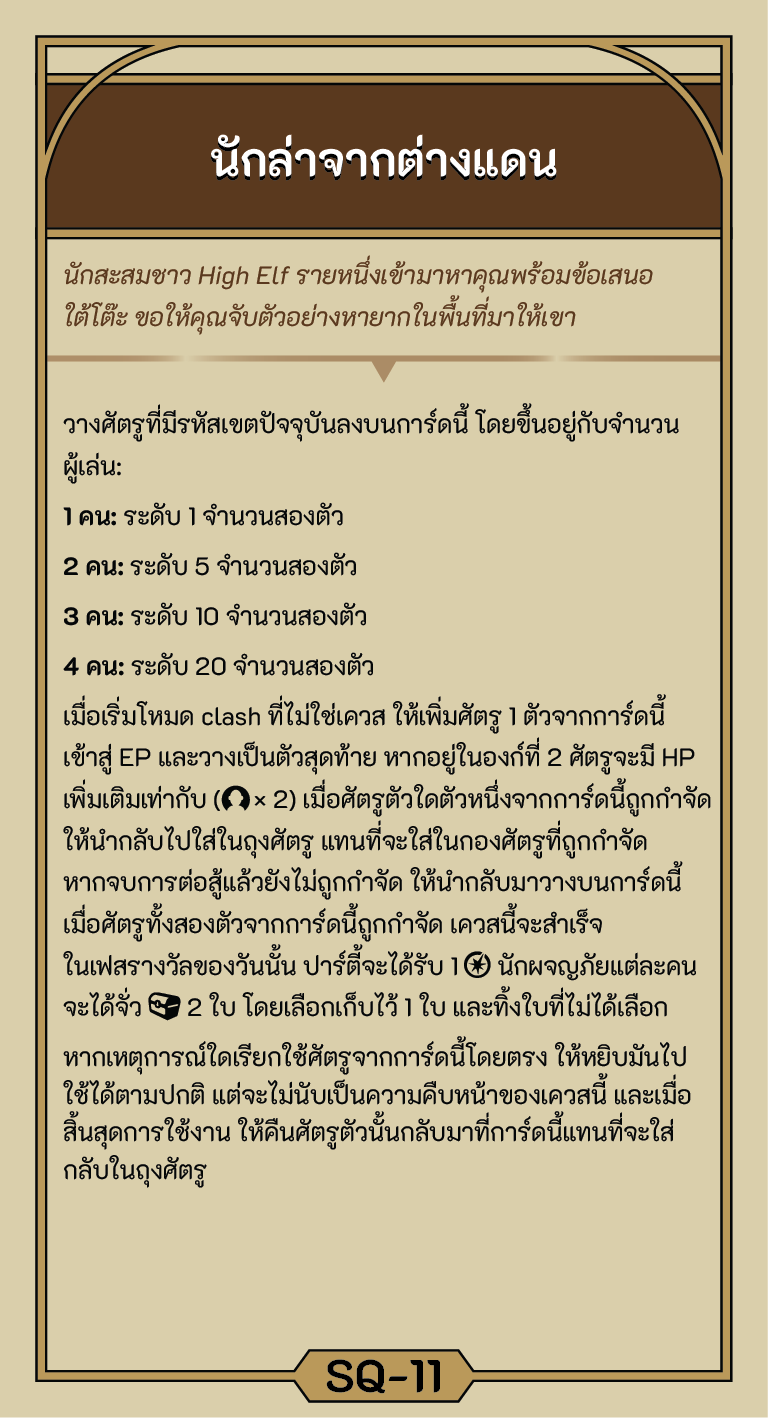 นักล่าจากต่างแดน
นักสะสมชาว High Elf รายหนึ่งเข้ามาหาคุณพร้อมข้อเสนอ
ใต้โต๊ะ ขอให้คุณจับตัวอย่างหายากในพื้นที่มาให้เขา
วางศัตรูที่มีรหัสเขตปัจจุบันลงบนการ์ดนี้ โดยขึ้นอยู่กับจำนวน
ผู้เล่น:
1 คน: ระดับ 1 จำนวนสองตัว
2 คน: ระดับ 5 จำนวนสองตัว
3 คน: ระดับ 10 จำนวนสองตัว
4 คน: ระดับ 20 จำนวนสองตัว
เมื่อเริ่มโหมด clash ที่ไม่ใช่เควส ให้เพิ่มศัตรู 1 ตัวจากการ์ดนี้
เข้าสู่ EP และวางเป็นตัวสุดท้าย หากอยู่ในองก์ที่ 2 ศัตรูจะมี HP
เพิ่มเติมเท่ากับ ( × 2) เมื่อศัตรูตัวใดตัวหนึ่งจากการ์ดนี้ถูกกำจัด
ให้นำกลับไปใส่ในถุงศัตรู แทนที่จะใส่ในกองศัตรูที่ถูกกำจัด
หากจบการต่อสู้แล้วยังไม่ถูกกำจัด ให้นำกลับมาวางบนการ์ดนี้
เมื่อศัตรูทั้งสองตัวจากการ์ดนี้ถูกกำจัด เควสนี้จะสำเร็จ
ในเฟสรางวัลของวันนั้น ปาร์ตี้จะได้รับ 1 นักผจญภัยแต่ละคน
จะได้จั่ว 2 ใบ โดยเลือกเก็บไว้ 1 ใบ และทิ้งใบที่ไม่ได้เลือก
หากเหตุการณ์ใดเรียกใช้ศัตรูจากการ์ดนี้โดยตรง ให้หยิบมันไป
ใช้ได้ตามปกติ แต่จะไม่นับเป็นความคืบหน้าของเควสนี้ และเมื่อ
สิ้นสุดการใช้งาน ให้คืนศัตรูตัวนั้นกลับมาที่การ์ดนี้แทนที่จะใส่
กลับในถุงศัตรู
SQ-11